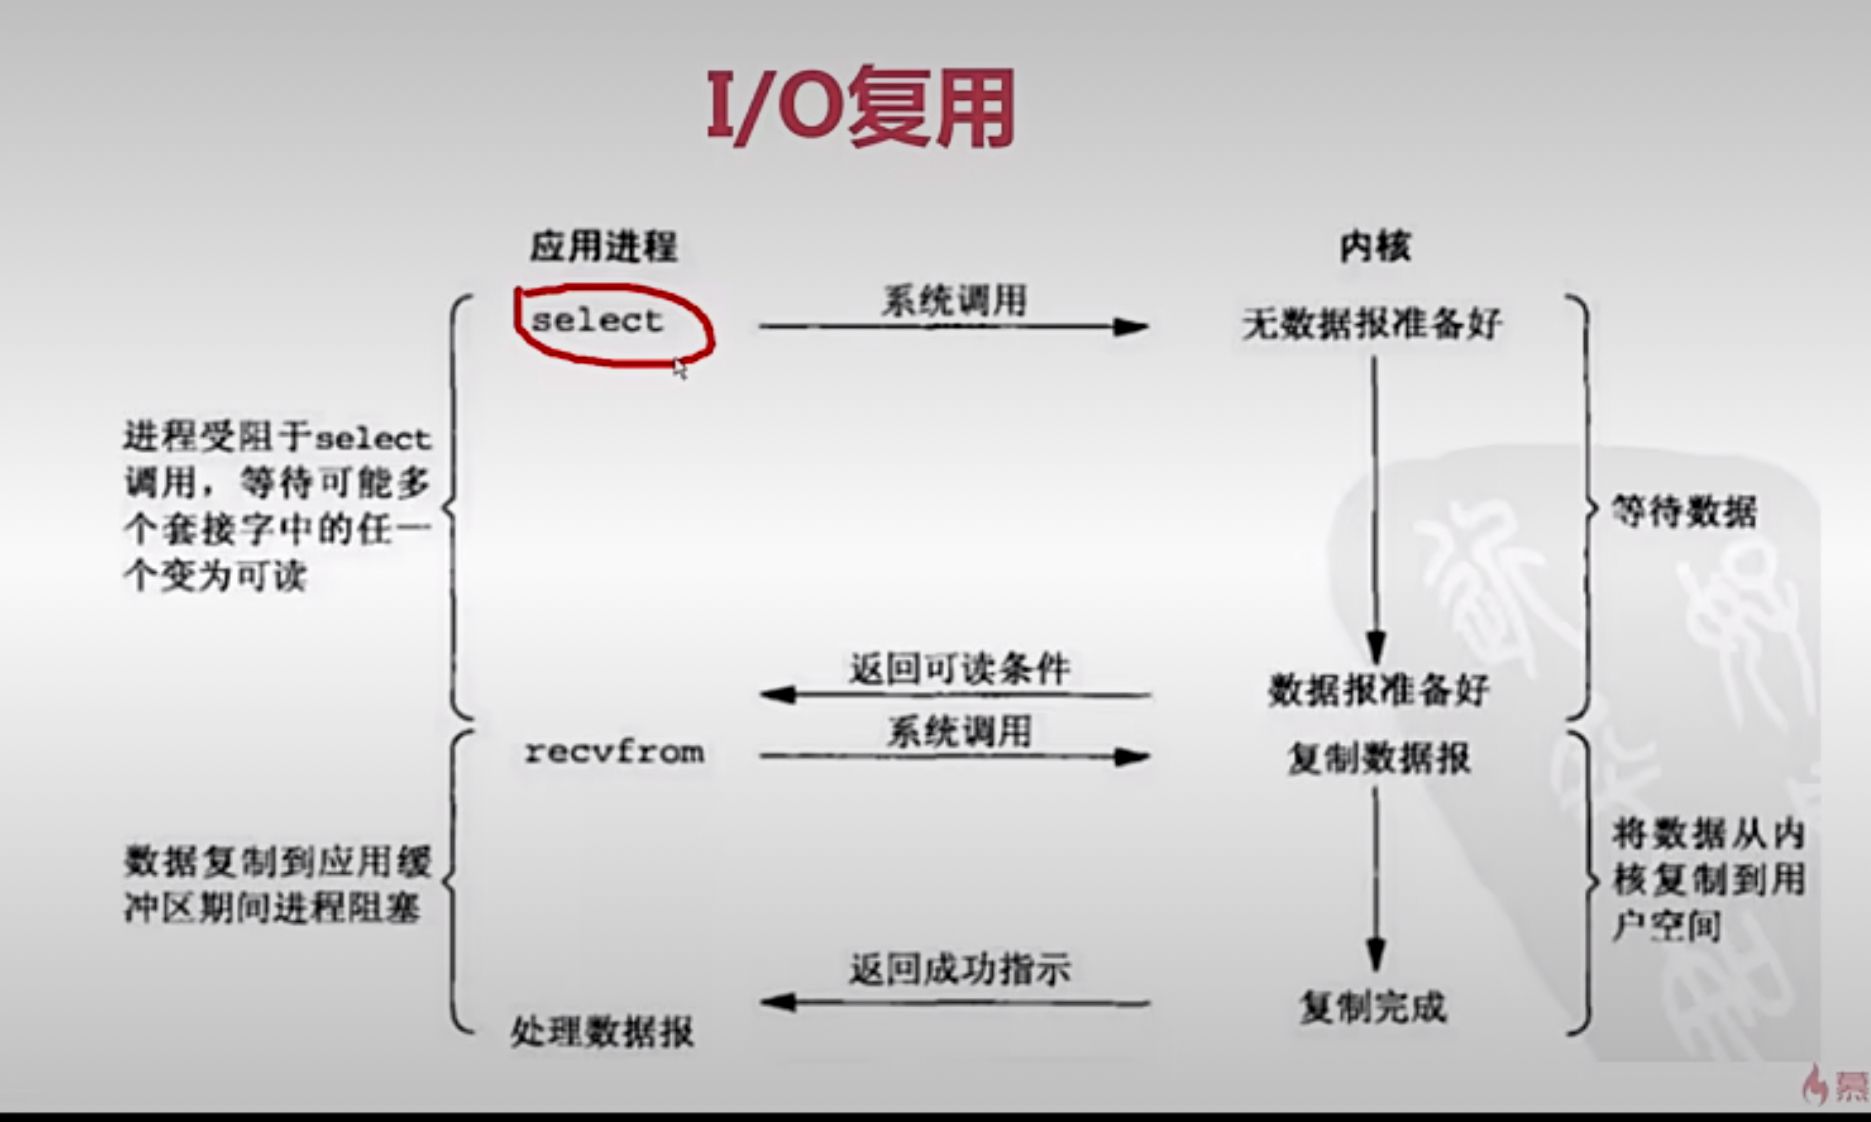 I/O复用
应用进程
内核
select
系统调用
无数据报准备好
进程受阻于select
调用，等待可能多
个套接字中的任一
个变为可读
等待数据
返回可读条件
数据报准备好
recvfrom
系统调用
复制数据报
数据复制到应用缓
冲区期间进程阻塞
将数据从内
核复制到用
户空间
返回成功指示
复制完成
处理数据报
慕